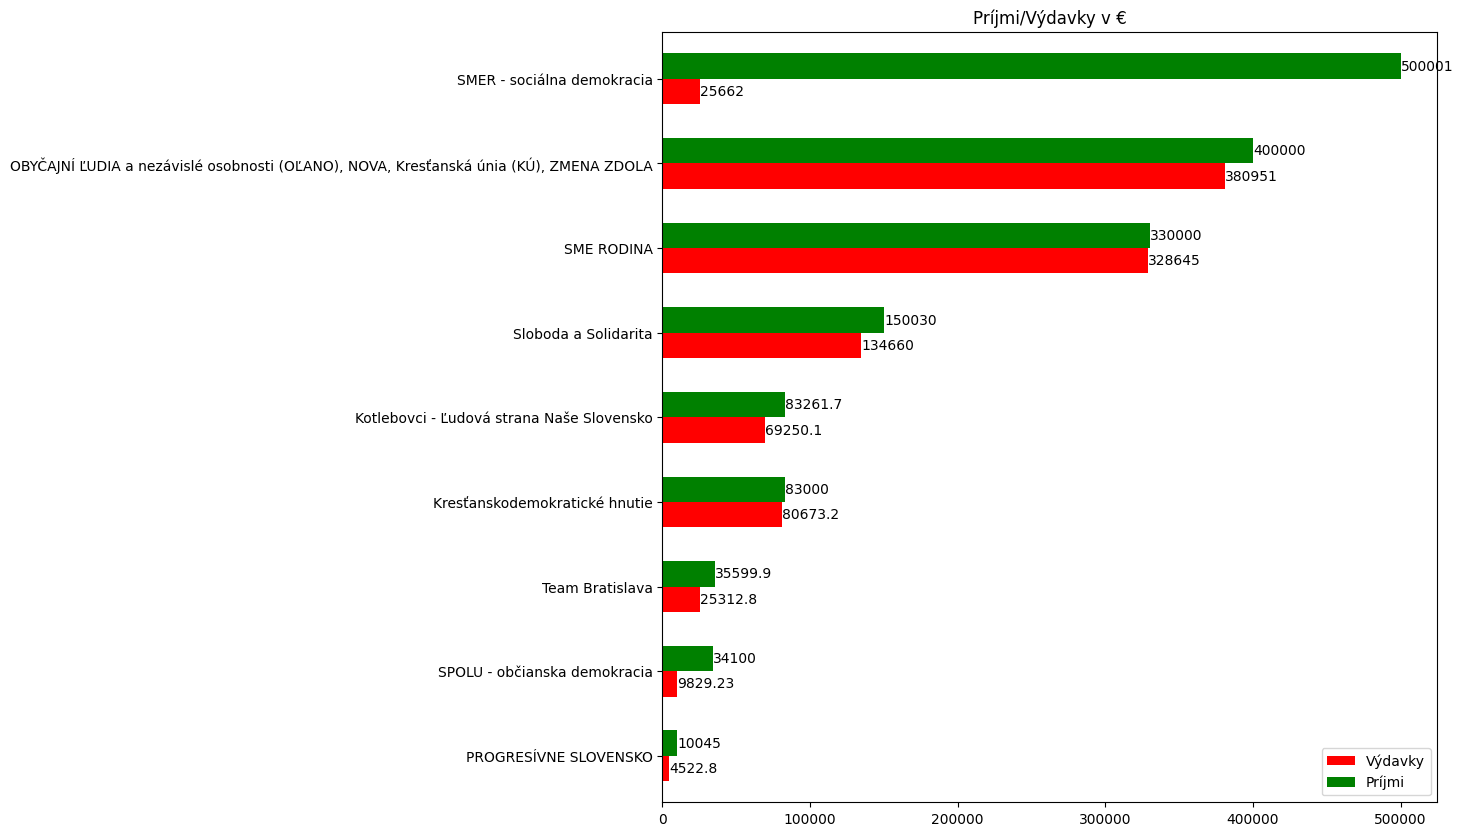 Príjmi/Výdavky v €
SMER - sociálna demokracia
500001
25662
OBYČAJNÍ ĽUDIA a nezávislé osobnosti (OĽANO), NOVA, Kresťanská únia (KÚ), ZMENA ZDOLA
400000
380951
SME RODINA
330000
328645
Sloboda a Solidarita
150030
134660
Kotlebovci - Ľudová strana Naše Slovensko
83261.7
69250.1
Kresťanskodemokratické hnutie
83000
80673.2
Team Bratislava
35599.9
25312.8
SPOLU - občianska demokracia
34100
9829.23
PROGRESÍVNE SLOVENSKO
10045
4522.8
Výdavky
Príjmi
0 100000 200000 300000 400000 500000